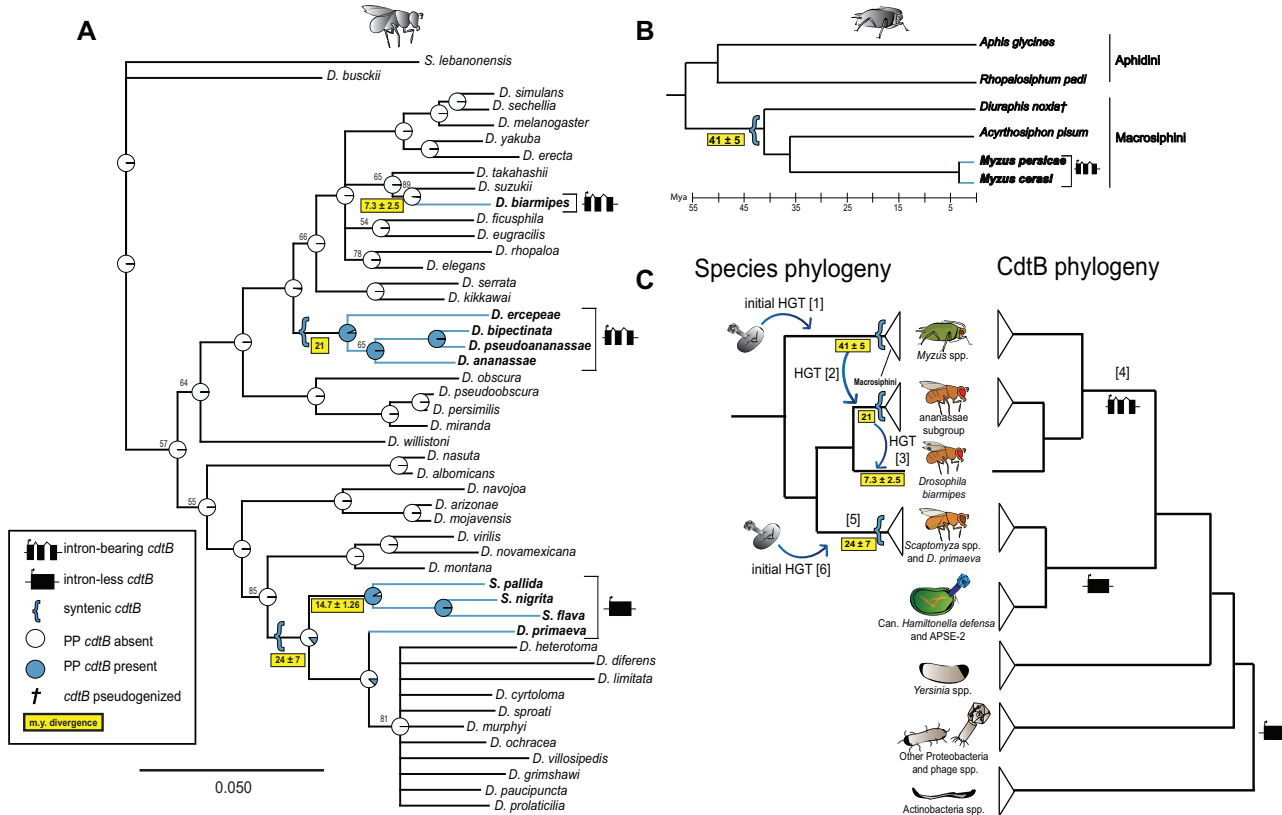 A
S. lebanonensis
D. busckii
D. simulans
D. sechellia
D. melanogaster
D. yakuba
D. erecta
D. takahashii
65
89
D. suzukii
7.3 ± 2.5
D. biarmipes
54
D. ficusphila
D. eugracilis
66
D. rhopaloa
78
D. elegans
D. serrata
D. kikkawai
D. ercepeae
21
D. bipectinata
65
D. pseudoananassae
D. ananassae
D. obscura
64
D. pseudoobscura
D. persimilis
D. miranda
57
D. willistoni
D. nasuta
D. albomicans
55
D. navojoa
D. arizonae
D. mojavensis
D. virilis
D. novamexicana
D. montana
85
S. pallida
14.7 ± 1.26
S. nigrita
S. flava
D. primaeva
24 ± 7
D. heterotoma
D. diferens
D. limitata
D. cyrtoloma
D. sproati
81
D. murphyi
D. ochracea
D. villosipedis
D. grimshawi
D. paucipuncta
D. prolaticilia
intron-bearing cdtB
intron-less cdtB
syntenic cdtB
PP cdtB absent
PP cdtB present
† cdtB pseudogenized
m.y. divergence
0.050
B
Aphis glycines
Aphidini
Rhopalosiphum padi
Diuraphis noxia†
41 ± 5
Acyrthosiphon pisum
Macrosiphini
Myzus persicae
Myzus cerasi
Mya
55 45 35 25 15 5 0
C
Species phylogeny
CdtB phylogeny
initial HGT [1]
41 ± 5
Myzus spp.
HGT [2]
Macrosiphini
[4]
21
ananassae
subgroup
HGT
[3]
7.3 ± 2.5
Drosophila
biarmipes
[5]
24 ± 7
initial HGT [6]
Scaptomyza spp.
and D. primaeva
Can. Hamiltonella defensa
and APSE-2
Yersinia spp.
Other Proteobacteria
and phage spp.
Actinobacteria spp.